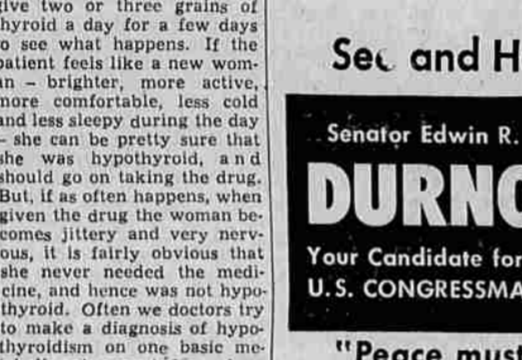 give two or three grains of
thyroid a day for a few days
to see what happens. If the
patient feels like a new wom-
an - brighter, more active,
more comfortable, less cold
and less sleepy during the day
- she can be pretty sure that
she was hypothyroid, and
should go on taking the drug.
But, if as often happens, when
given the drug the woman be-
comes jittery and very nerv-
ous, it is fairly obvious that
she never needed the medi-
cine, and hence was not hypo-
thyroid. Often we doctors try
to make a diagnosis of hypo-
thyroidism on one basic me-
See and H
Senator Edwin R.
DURNO
Your Candidate for
U.S. CONGRESSMA
"Peace must